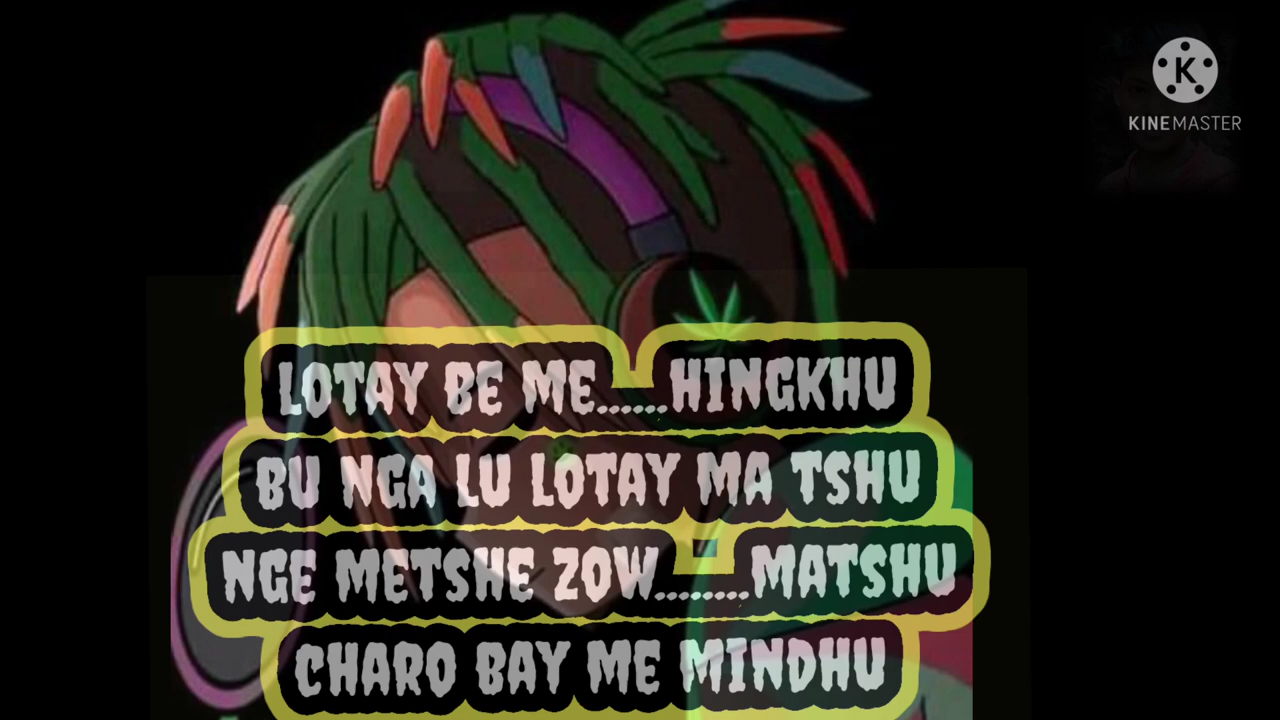 KINEMASTER
LOTAY BE ME......HINGKHU
BU NGA LU LOTAY MA TSHU
NGE METSHE ZOW........MATSHU
CHARO BAY ME MINDHU